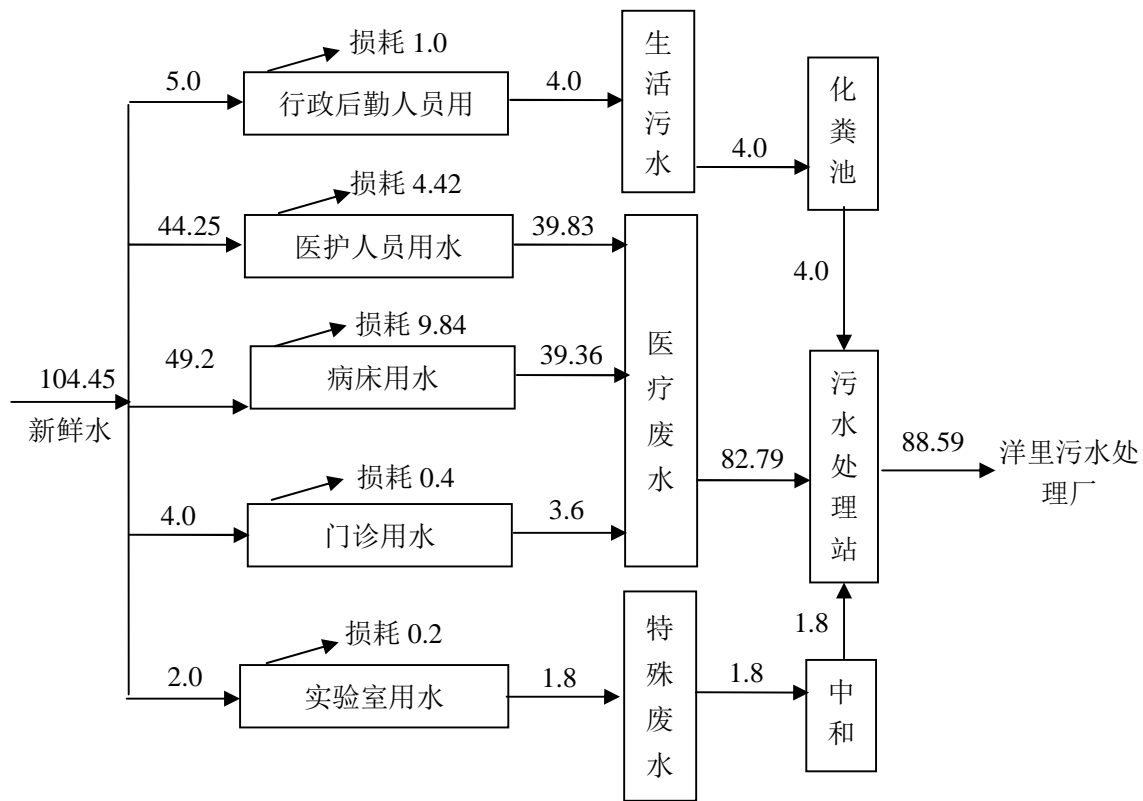 损耗 1.0
5.0
行政后勤人员用
4.0
生活污水
4.0
化粪池
4.0
损耗 4.42
44.25
医护人员用水
39.83
损耗 9.84
49.2
病床用水
39.36
医疗废水
104.45
新鲜水
82.79
污水处理站
88.59
洋里污水处
理厂
损耗 0.4
4.0
门诊用水
3.6
损耗 0.2
2.0
实验室用水
1.8
特殊废水
1.8
中和
1.8